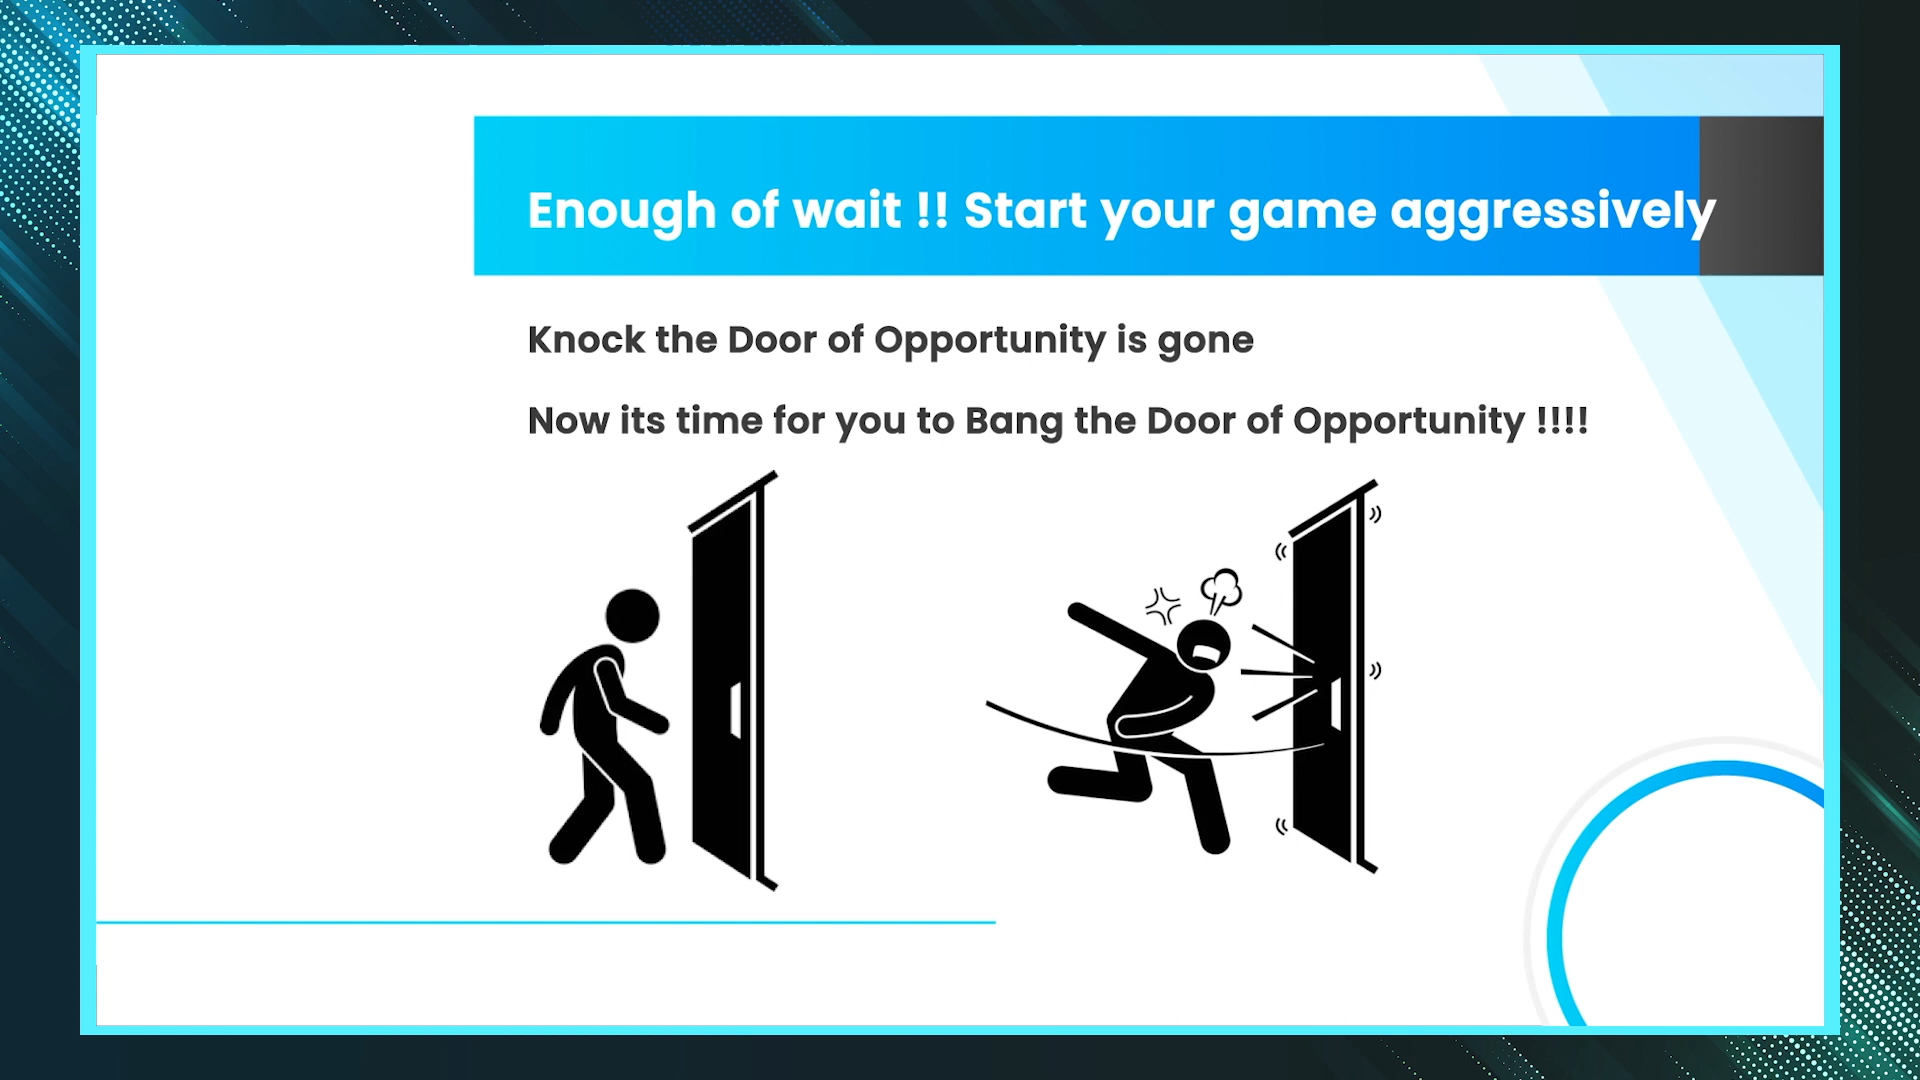 Enough of wait !! Start your game aggressively
Knock the Door of Opportunity is gone
Now its time for you to Bang the Door of Opportunity !!!!